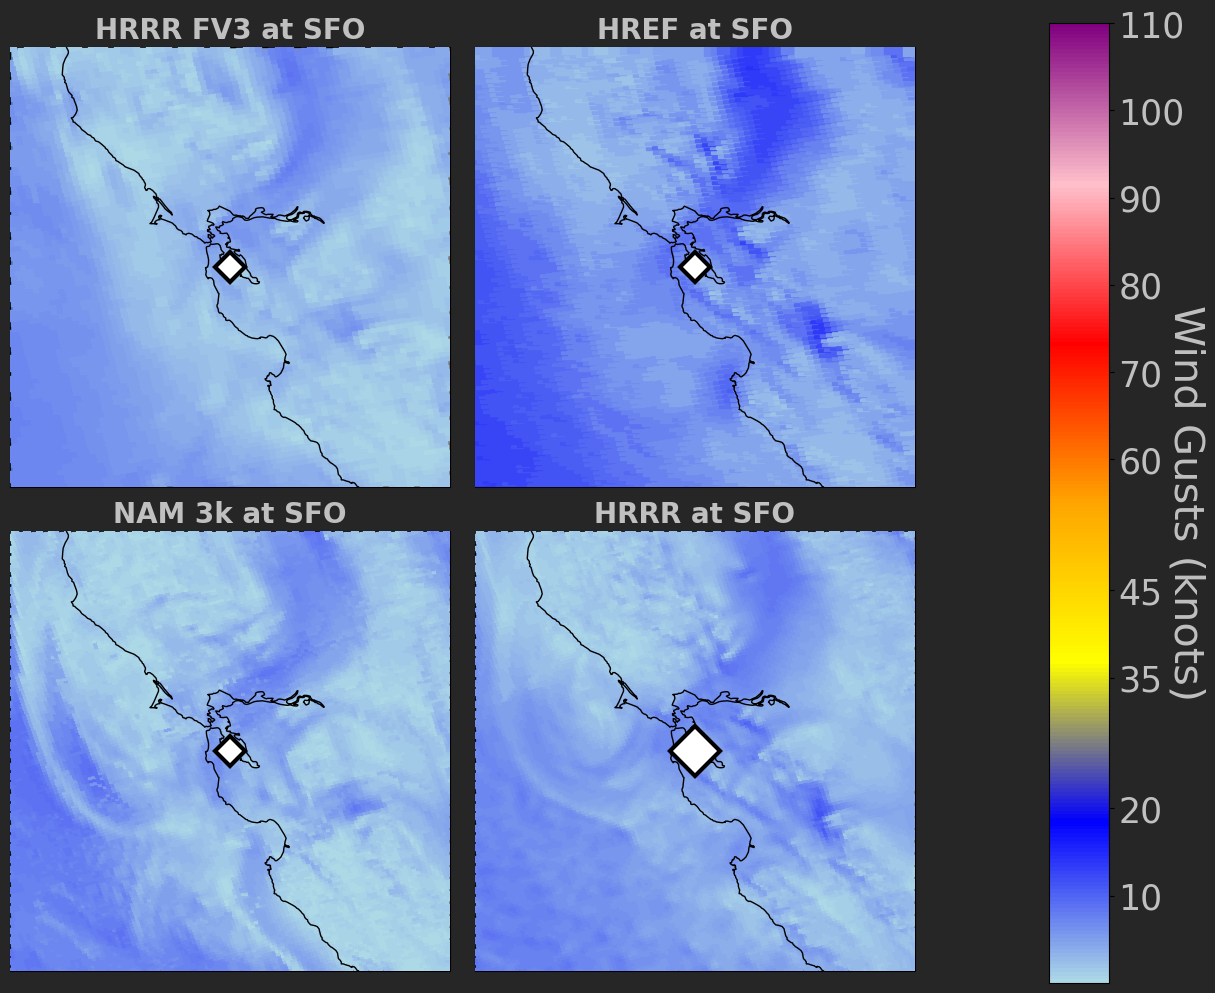 HRRR FV3 at SFO
HREF at SFO
NAM 3k at SFO
HRRR at SFO
110
100
90
80
70
60
45
35
20
10
Wind Gusts (knots)